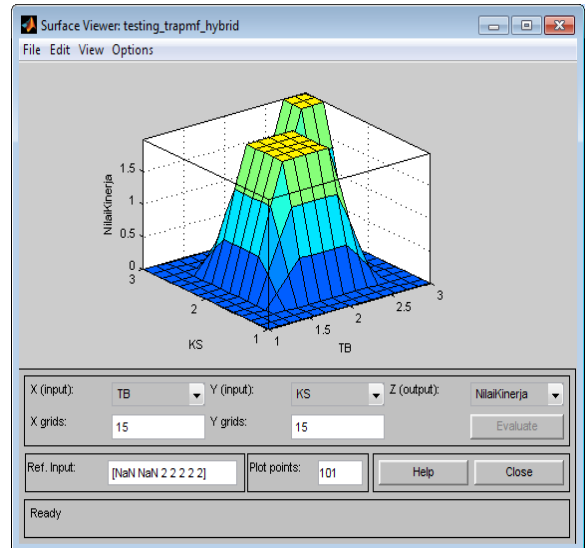 Surface Viewer: testing_trapmf_hybrid
File Edit View Options
NilaiKinerja
1.5
1
0.5
0
3
2
1
KS
1
1.5
2
2.5
3
TB
X (input): TB Y (input): KS Z (output): NilaiKinerja
X grids: 15 Y grids: 15 Evaluate
Ref. Input: [NaN NaN 2 2 2 2 2] Plot points: 101 Help Close
Ready